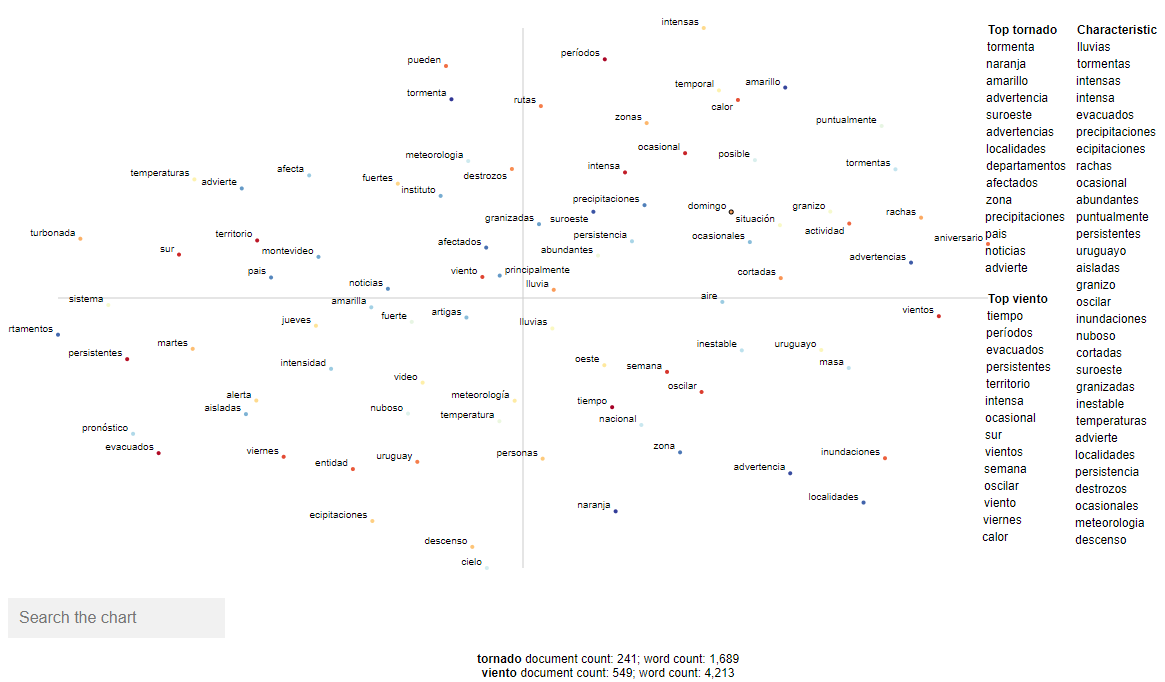 intensas
períodos
pueden
temporal
amarillo
tormenta
rutas
calor
zonas
puntualmente
ocasional
meteorologia
posible
tormentas
destrozos
intensa
temperaturas
afecta
advierte
fuertes
instituto
precipitaciones
domingo
granizo
granizadas
suroeste
situación
rachas
turbonada
territorio
persistencia
ocasionales
actividad
aniversario
sur
montevideo
afectados
abundantes
advertencias
pais
viento
principalmente
cortadas
noticias
lluvia
sistema
amarilla
aire
artigas
vientos
jueves
fuerte
lluvias
rtamentos
martes
inestable
uruguayo
persistentes
intensidad
oeste
semana
masa
video
oscilar
alerta
meteorología
aisladas
nuboso
temperatura
tiempo
nacional
pronóstico
evacuados
viernes
entidad
uruguay
personas
zona
inundaciones
advertencia
localidades
naranja
ecipitaciones
descenso
cielo
Top tornado
tormenta
naranja
amarillo
advertencia
suroeste
advertencias
localidades
departamentos
afectados
zona
precipitaciones
pais
noticias
advierte
Top viento
tiempo
períodos
evacuados
persistentes
territorio
intensa
ocasional
sur
vientos
semana
oscilar
viento
viernes
calor
Characteristic
lluvias
tormentas
intensas
intensa
evacuados
precipitaciones
ecipitaciones
rachas
ocasional
abundantes
puntualmente
persistentes
uruguayo
aisladas
granizo
oscilar
inundaciones
nuboso
cortadas
suroeste
granizadas
inestable
temperaturas
advierte
localidades
persistencia
destrozos
ocasionales
meteorologia
descenso
Search the chart
tornado document count: 241; word count: 1,689
viento document count: 549; word count: 4,213